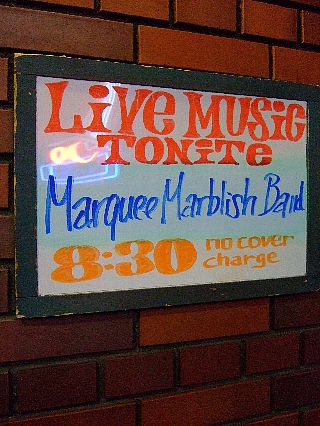 LIVE MUSIC
TONITE
Marquee Marblish Band
8:30 no cover
charge